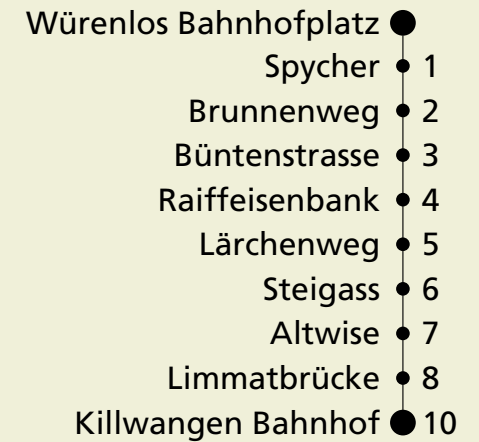 Würenlos Bahnhofplatz
Spycher 1
Brunnenweg 2
Büntenstrasse 3
Raiffeisenbank 4
Lärchenweg 5
Steigass 6
Altwise 7
Limmatbrücke 8
Killwangen Bahnhof 10